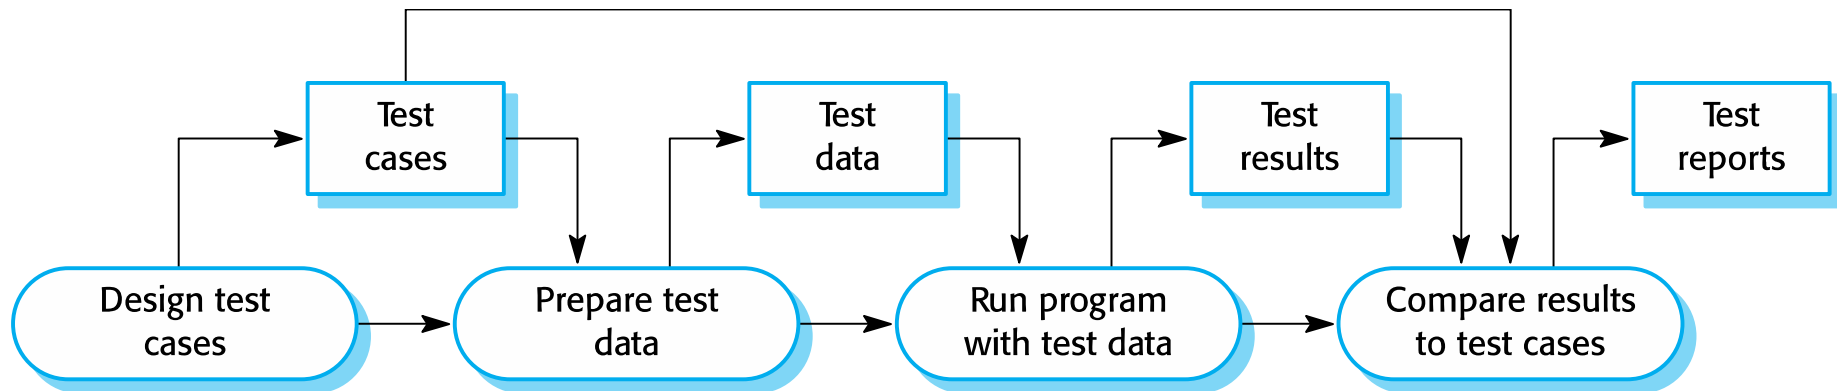 Test
cases
Test
data
Test
results
Test
reports
Design test
cases
Prepare test
data
Run program
with test data
Compare results
to test cases